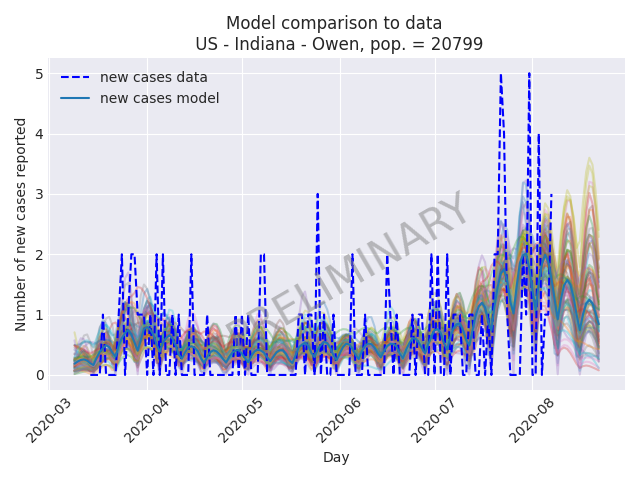 Model comparison to data
US - Indiana - Owen, pop. = 20799
new cases data
new cases model
PRELIMINARY
Number of new cases reported
5
4
3
2
1
0
2020-03
2020-04
2020-05
2020-06
2020-07
2020-08
Day